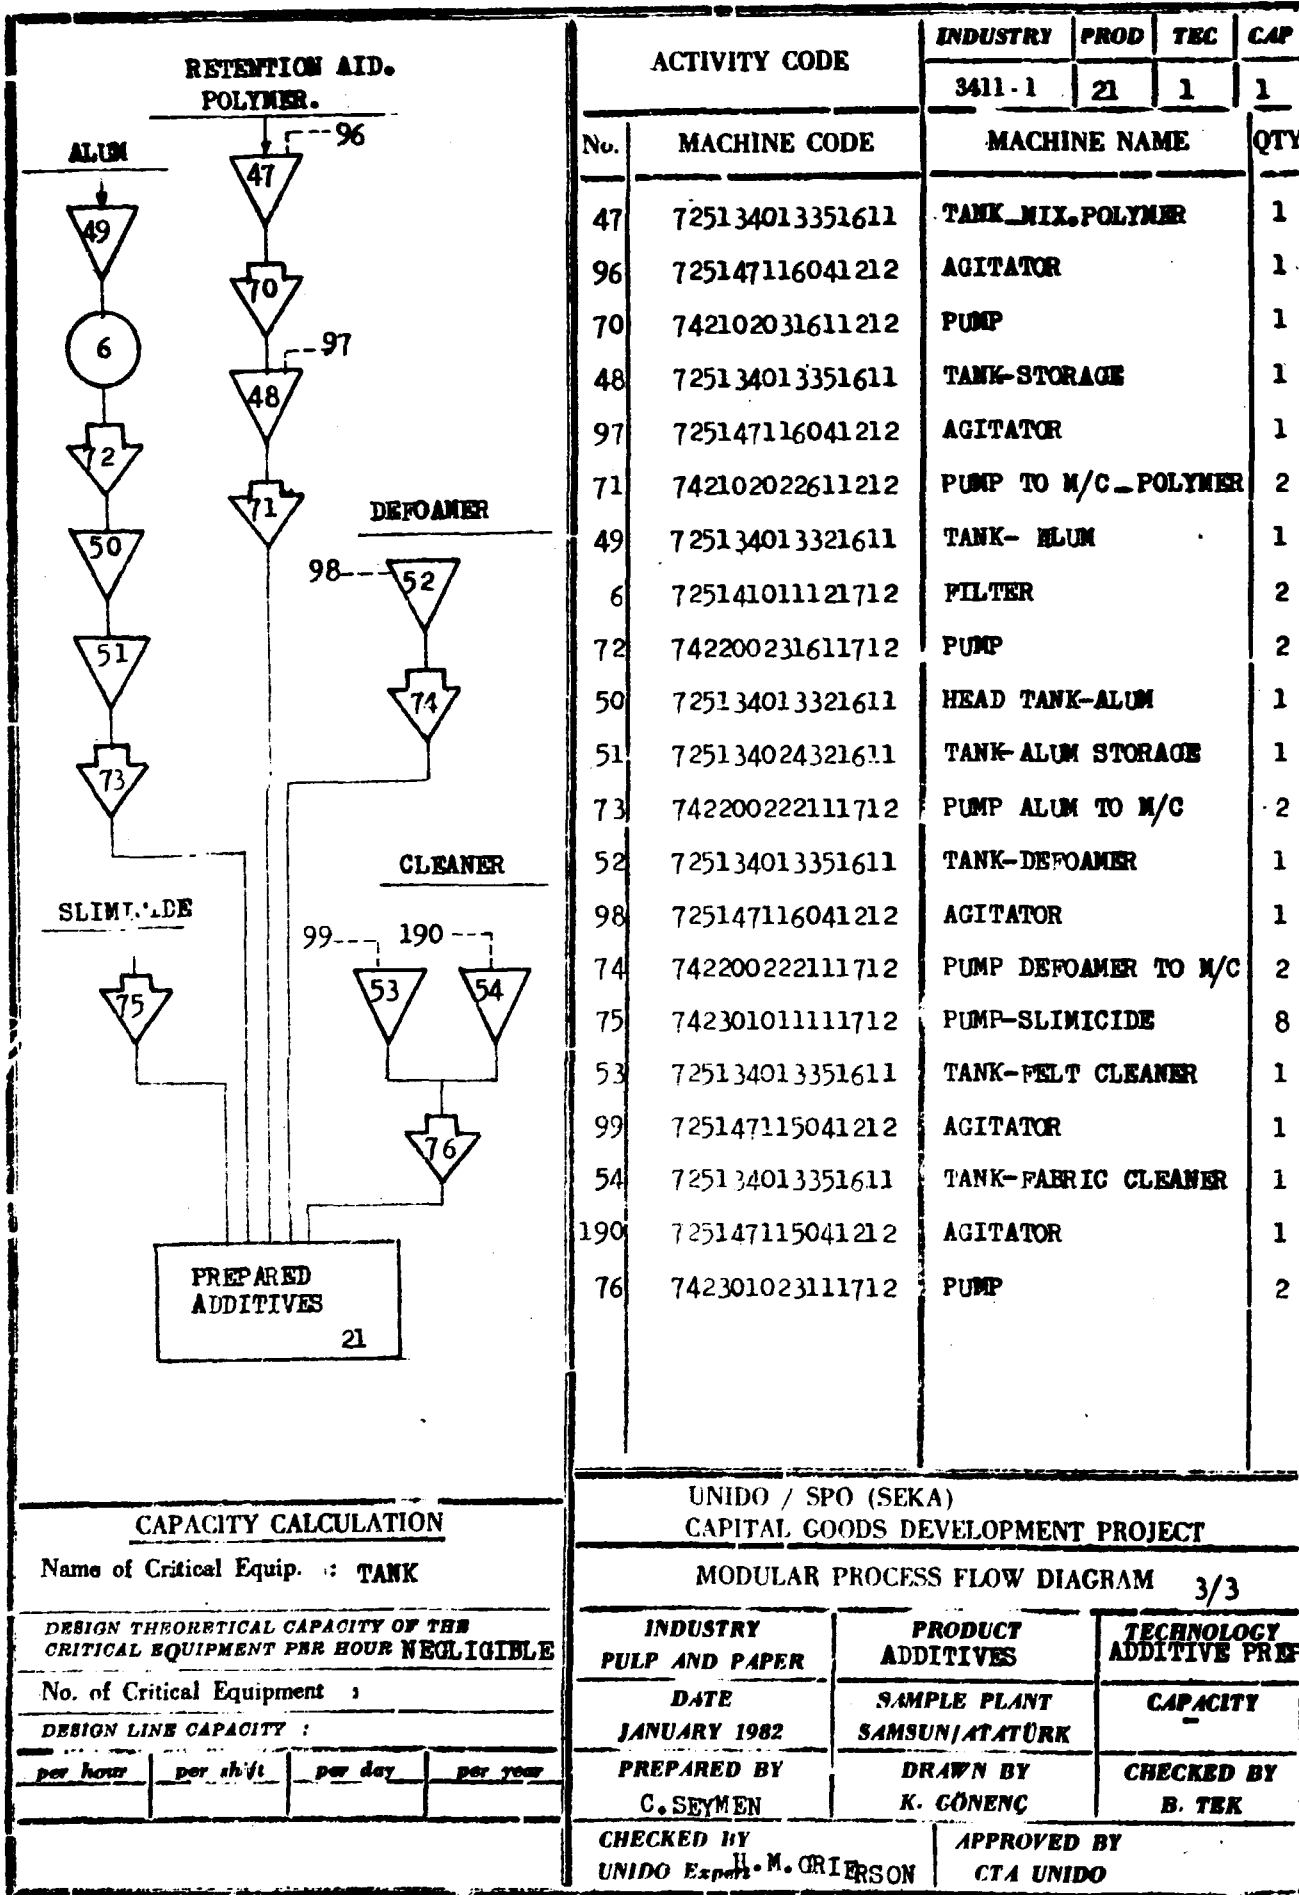 RETENTION AID.
POLYMER.
96
ALUM
47
49
70
6
97
48
72
71
DEFOAMER
50
98
52
51
74
73
CLEANER
99
190
75
53
54
76
PREPARED
ADDITIVES
21
ACTIVITY CODE
INDUSTRY PROD TEC CAP
3411-1 21 1 1
No. MACHINE CODE MACHINE NAME QTY
47 725134013351611 TANK-MIX.POLYMER 1
96 725147116041212 AGITATOR 1
70 742102031611212 PUMP 1
48 725134013351611 TANK-STORAGE 1
97 725147116041212 AGITATOR 1
71 742102022611212 PUMP TO M/C-POLYMER 2
49 725134013321611 TANK- ALUM 1
6 725141011121712 FILTER 2
72 742200231611712 PUMP 2
50 725134013321611 HEAD TANK-ALUM 1
51 725134024321611 TANK-ALUM STORAGE 1
73 742200222111712 PUMP ALUM TO M/C 2
52 725134013351611 TANK-DEFOAMER 1
98 725147116041212 AGITATOR 1
74 742200222111712 PUMP DEFOAMER TO M/C 2
75 742301011111712 PUMP-SLIMICIDE 8
53 725134013351611 TANK-FELT CLEANER 1
99 725147115041212 AGITATOR 1
54 725134013351611 TANK-FABRIC CLEANER 1
190 725147115041212 AGITATOR 1
76 742301023111712 PUMP 2
CAPACITY CALCULATION
Name of Critical Equip. : TANK
DESIGN THEORETICAL CAPACITY OF THE
CRITICAL EQUIPMENT PER HOUR NEGLIGIBLE
No. of Critical Equipment :
DESIGN LINE CAPACITY :
per hour per shift per day per year
UNIDO / SPO (SEKA)
CAPITAL GOODS DEVELOPMENT PROJECT
MODULAR PROCESS FLOW DIAGRAM 3/3
INDUSTRY
PULP AND PAPER
PRODUCT
ADDITIVES
TECHNOLOGY
ADDITIVE PREP
DATE
JANUARY 1982
SAMPLE PLANT
SAMSUN/ATATÜRK
CAPACITY
-
PREPARED BY
C.SEYMEN
DRAWN BY
K. GÖNENÇ
CHECKED BY
B. TEK
CHECKED BY
UNIDO Expert H.M.GRIERSON
APPROVED BY
CTA UNIDO